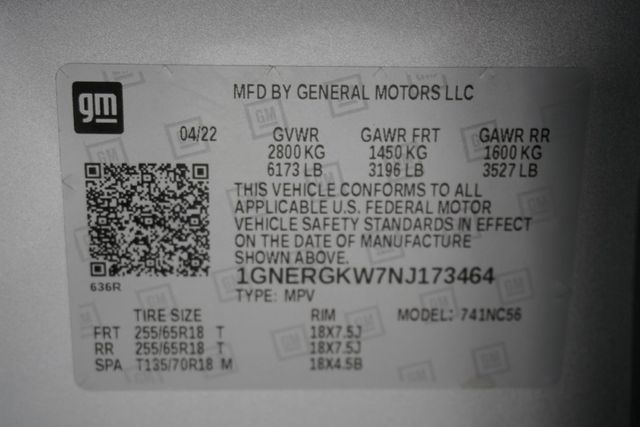 gm
MFD BY GENERAL MOTORS LLC
04/22 GVWR GAWR FRT GAWR RR
2800 KG 1450 KG 1600 KG
6173 LB 3196 LB 3527 LB
THIS VEHICLE CONFORMS TO ALL
APPLICABLE U.S. FEDERAL MOTOR
VEHICLE SAFETY STANDARDS IN EFFECT
ON THE DATE OF MANUFACTURE
SHOWN ABOVE.
636R
1GNERGKW7NJ173464
TYPE: MPV
TIRE SIZE RIM MODEL: 741NC56
FRT 255/65R18 T 18X7.5J
RR 255/65R18 T 18X7.5J
SPA T135/70R18 M 18X4.5B